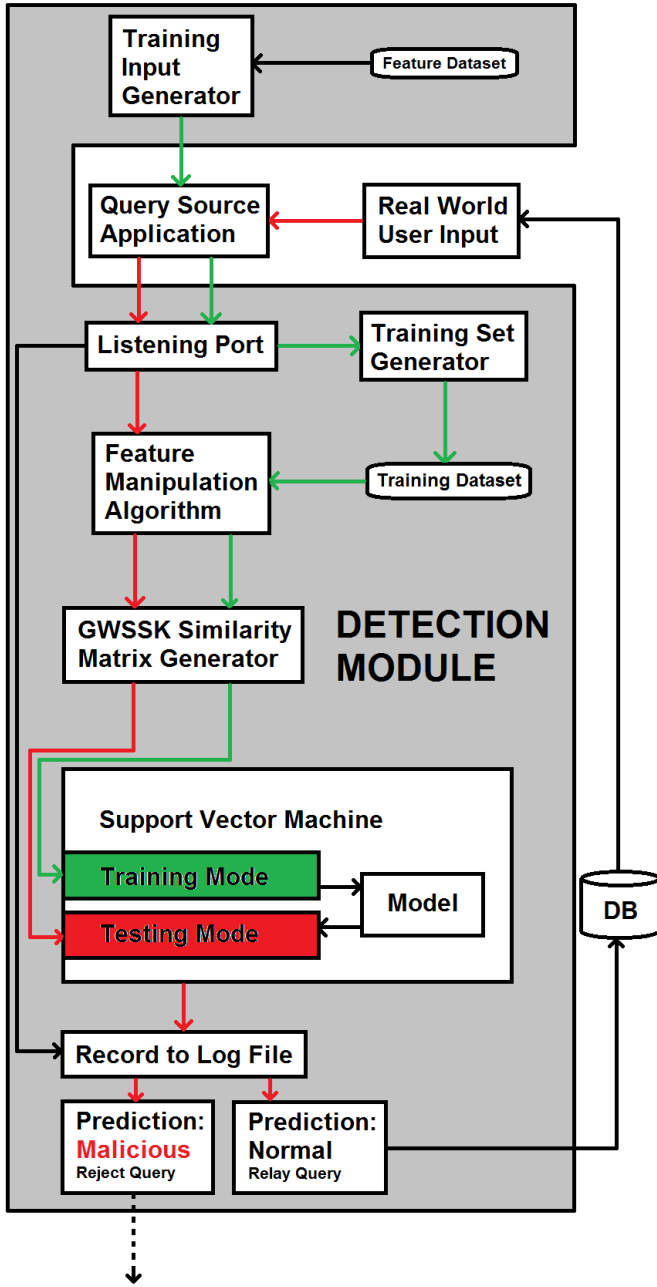 Training
Input
Generator
Feature Dataset
Query Source
Application
Real World
User Input
Listening Port
Training Set
Generator
Feature
Manipulation
Algorithm
Training Dataset
GWSSK Similarity
Matrix Generator
DETECTION
MODULE
Support Vector Machine
Training Mode
Model
Testing Mode
DB
Record to Log File
Prediction:
Malicious
Reject Query
Prediction:
Normal
Relay Query